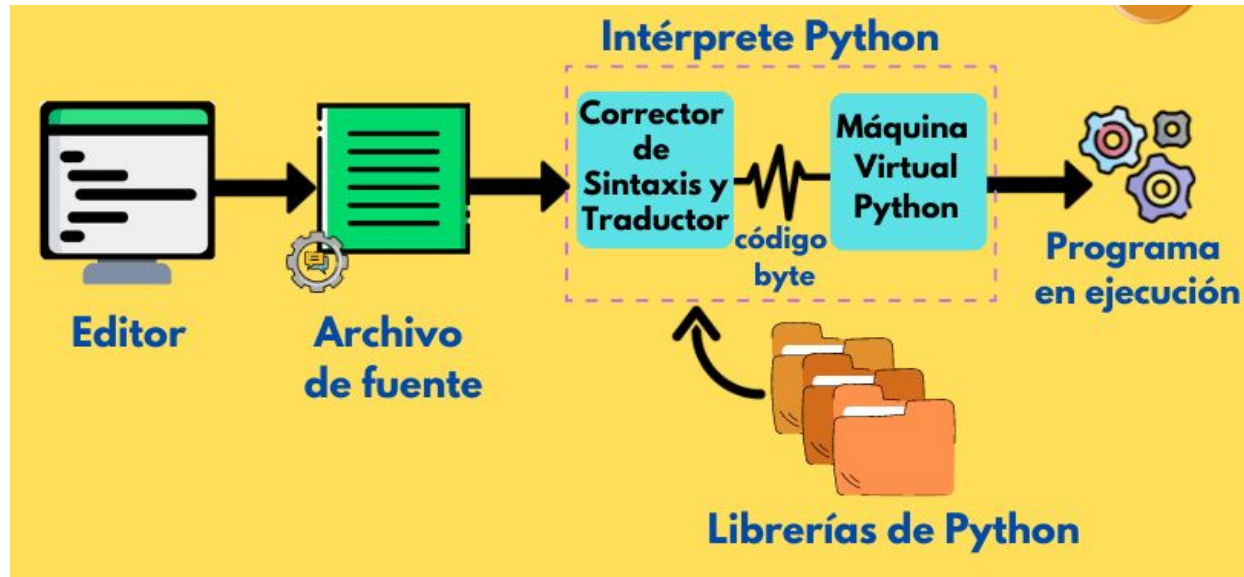 Intérprete Python
Corrector
de
Sintaxis y
Traductor
código
byte
Máquina
Virtual
Python
Editor
Archivo
de fuente
Programa
en ejecución
Librerías de Python